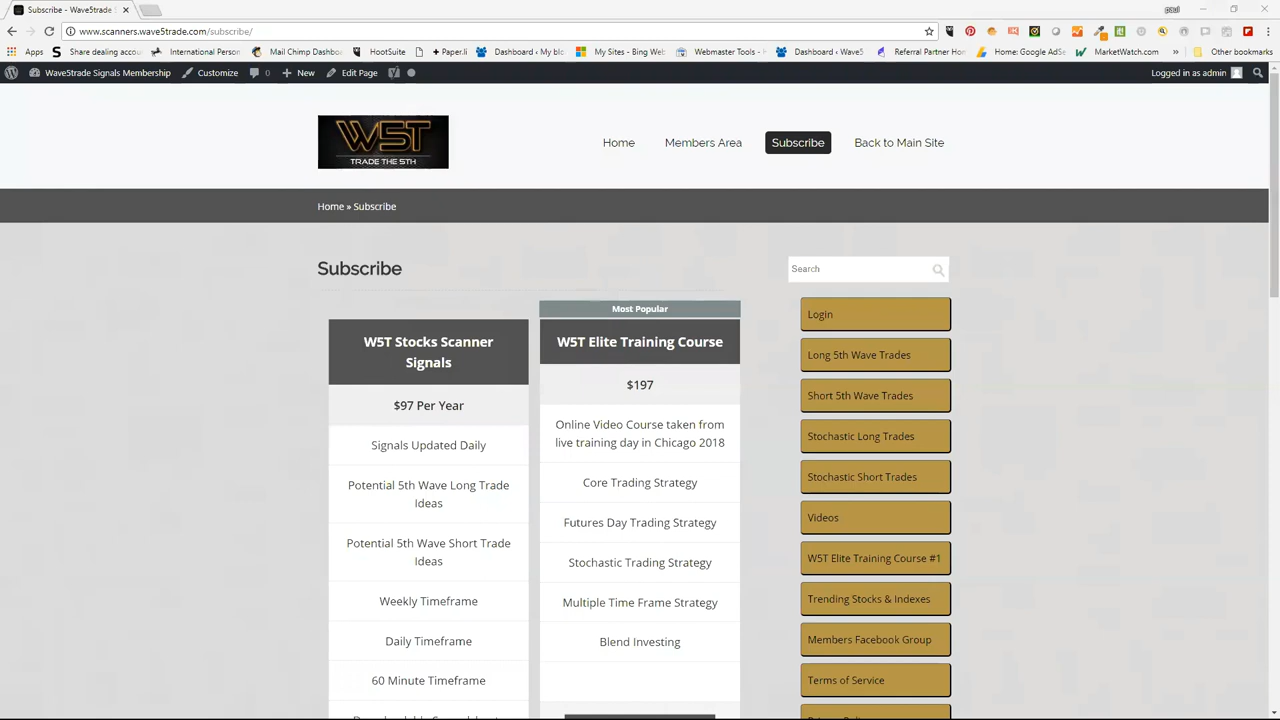 Subscribe - Wave5trade S
paul
www.scanners.wave5trade.com/subscribe/
Apps
Share dealing accou
International Person
Mail Chimp Dashbo
HootSuite
+ Paper.li
Dashboard ‹ My blo
My Sites - Bing Web
Webmaster Tools -
Dashboard ‹ Wave5
Referral Partner Ho
Home: Google AdSe
MarketWatch.com
»
Other bookmarks
Wave5trade Signals Membership
Customize
0
New
Edit Page
Logged in as admin
W5T
TRADE THE 5TH
Home
Members Area
Subscribe
Back to Main Site
Home » Subscribe
Subscribe
Most Popular
W5T Stocks Scanner
Signals
$97 Per Year
Signals Updated Daily
Potential 5th Wave Long Trade
Ideas
Potential 5th Wave Short Trade
Ideas
Weekly Timeframe
Daily Timeframe
60 Minute Timeframe
W5T Elite Training Course
$197
Online Video Course taken from
live training day in Chicago 2018
Core Trading Strategy
Futures Day Trading Strategy
Stochastic Trading Strategy
Multiple Time Frame Strategy
Blend Investing
Search
Login
Long 5th Wave Trades
Short 5th Wave Trades
Stochastic Long Trades
Stochastic Short Trades
Videos
W5T Elite Training Course #1
Trending Stocks & Indexes
Members Facebook Group
Terms of Service